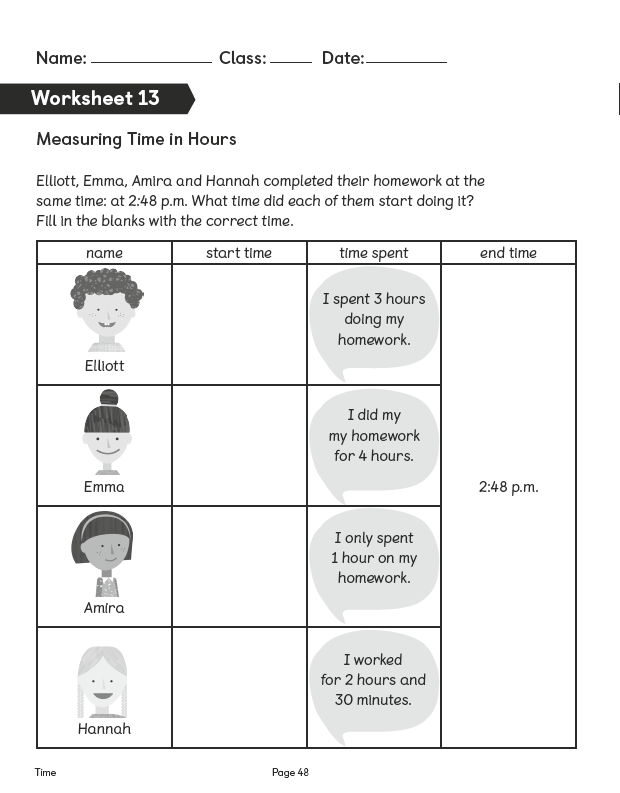 Name: Class: Date:
Worksheet 13
Measuring Time in Hours
Elliott, Emma, Amira and Hannah completed their homework at the
same time: at 2:48 p.m. What time did each of them start doing it?
Fill in the blanks with the correct time.
name start time time spent end time
I spent 3 hours
doing my
homework.
Elliott
I did my
my homework
for 4 hours.
Emma
2:48 p.m.
I only spent
1 hour on my
homework.
Amira
I worked
for 2 hours and
30 minutes.
Hannah
Time Page 48